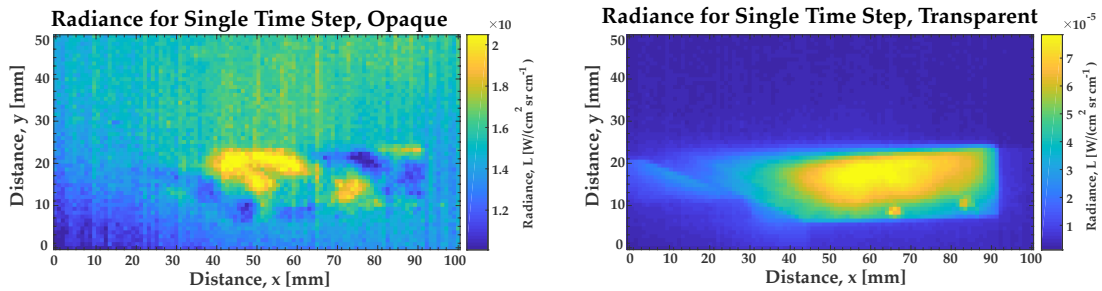 Radiance for Single Time Step, Opaque
×10
50
40
30
20
10
0
0 10 20 30 40 50 60 70 80 90 100
Distance, x [mm]
Distance, y [mm]
2
1.8
1.6
1.4
1.2
Radiance, L [W/(cm² sr cm⁻¹)
Radiance for Single Time Step, Transparent
×10⁻⁵
50
40
30
20
10
0
0 10 20 30 40 50 60 70 80 90 100
Distance, x [mm]
Distance, y [mm]
7
6
5
4
3
2
1
Radiance, L [W/(cm² sr cm⁻¹)